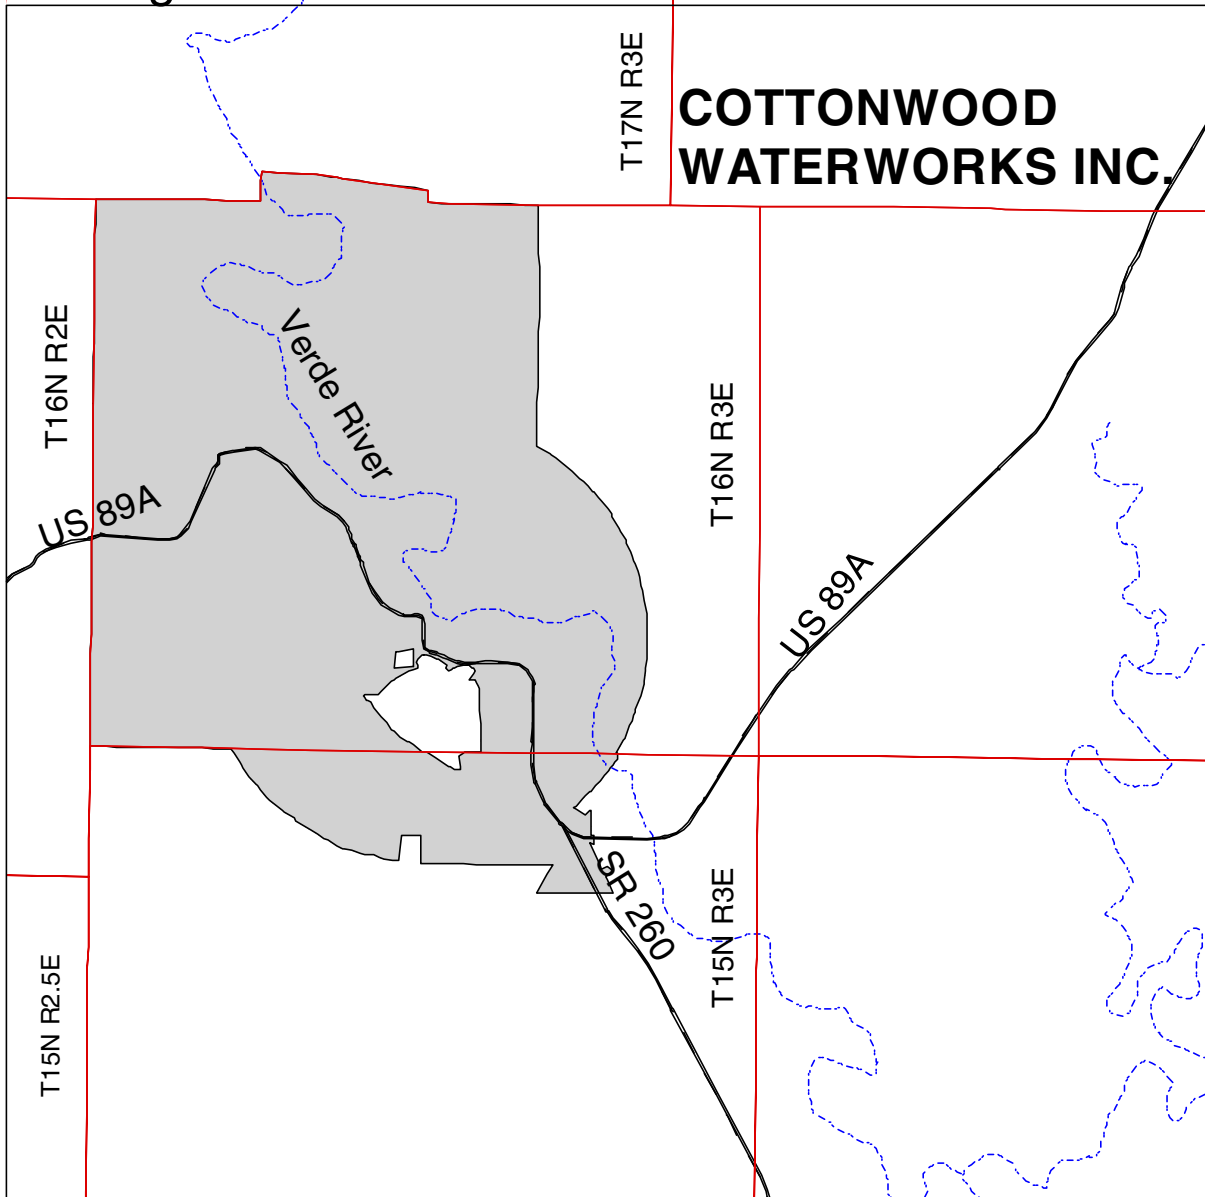 T17N R3E
COTTONWOOD
WATERWORKS INC.
T16N R2E
Verde River
T16N R3E
US 89A
US 89A
SR 260
T15N R3E
T15N R2.5E